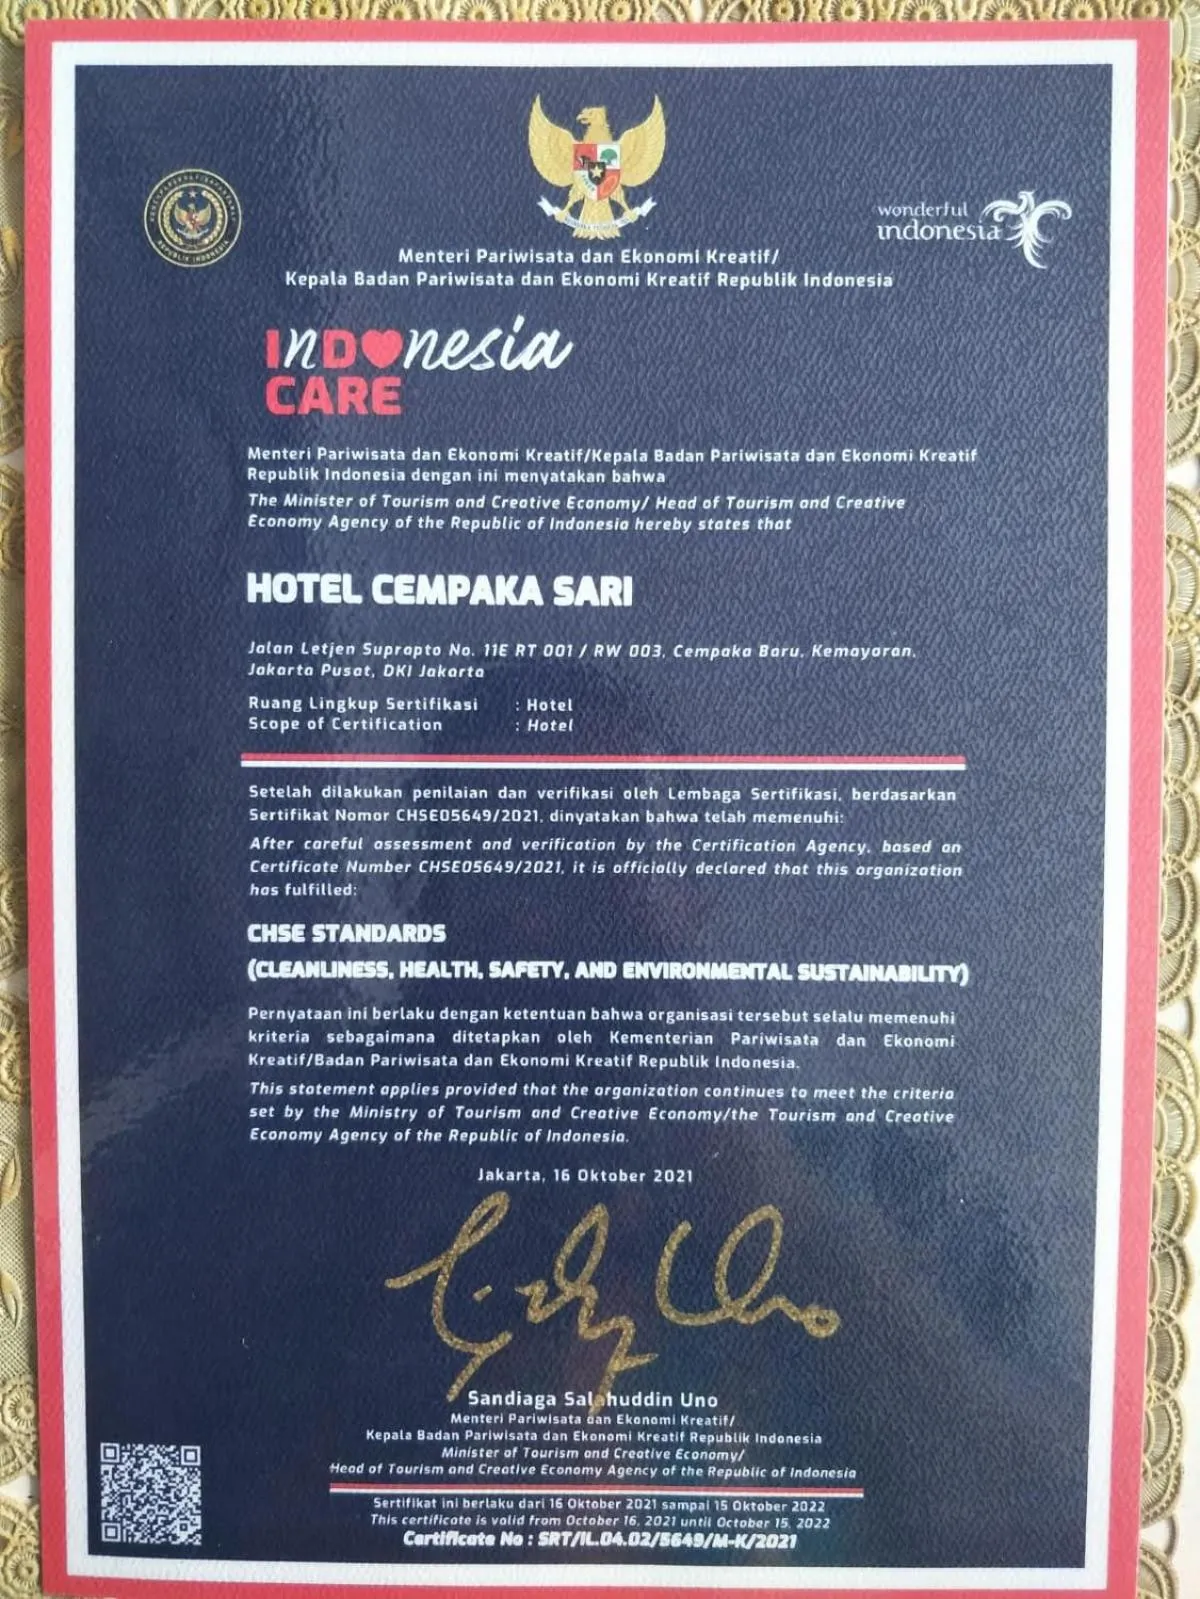 wonderful
indonesia
Menteri Pariwisata dan Ekonomi Kreatif/
Kepala Badan Pariwisata dan Ekonomi Kreatif Republik Indonesia
INDONesia
CARE
Menteri Pariwisata dan Ekonomi Kreatif/Kepala Badan Pariwisata dan Ekonomi Kreatif
Republik Indonesia dengan ini menyatakan bahwa
The Minister of Tourism and Creative Economy/ Head of Tourism and Creative
Economy Agency of the Republic of Indonesia hereby states that
HOTEL CEMPAKA SARI
Jalan Letjen Suprapto No. 11E RT 001 / RW 003, Cempaka Baru, Kemayoran,
Jakarta Pusat, DKI Jakarta
Ruang Lingkup Sertifikasi : Hotel
Scope of Certification : Hotel
Setelah dilakukan penilaian dan verifikasi oleh Lembaga Sertifikasi, berdasarkan
Sertifikat Nomor CHSE05649/2021, dinyatakan bahwa telah memenuhi:
After careful assessment and verification by the Certification Agency, based on
Certificate Number CHSE05649/2021, it is officially declared that this organization
has fulfilled:
CHSE STANDARDS
(CLEANLINESS, HEALTH, SAFETY, AND ENVIRONMENTAL SUSTAINABILITY)
Pernyataan ini berlaku dengan ketentuan bahwa organisasi tersebut selalu memenuhi
kriteria sebagaimana ditetapkan oleh Kementerian Pariwisata dan Ekonomi
Kreatif/Badan Pariwisata dan Ekonomi Kreatif Republik Indonesia.
This statement applies provided that the organization continues to meet the criteria
set by the Ministry of Tourism and Creative Economy/the Tourism and Creative
Economy Agency of the Republic of Indonesia.
Jakarta, 16 Oktober 2021
Sandiaga Salahuddin Uno
Menteri Pariwisata dan Ekonomi Kreatif/
Kepala Badan Pariwisata dan Ekonomi Kreatif Republik Indonesia
Minister of Tourism and Creative Economy/
Head of Tourism and Creative Economy Agency of the Republic of Indonesia
Sertifikat ini berlaku dari 16 Oktober 2021 sampai 15 Oktober 2022
This certificate is valid from October 16, 2021 until October 15, 2022
Certificate No : SRT/IL.04.02/5649/M-K/2021